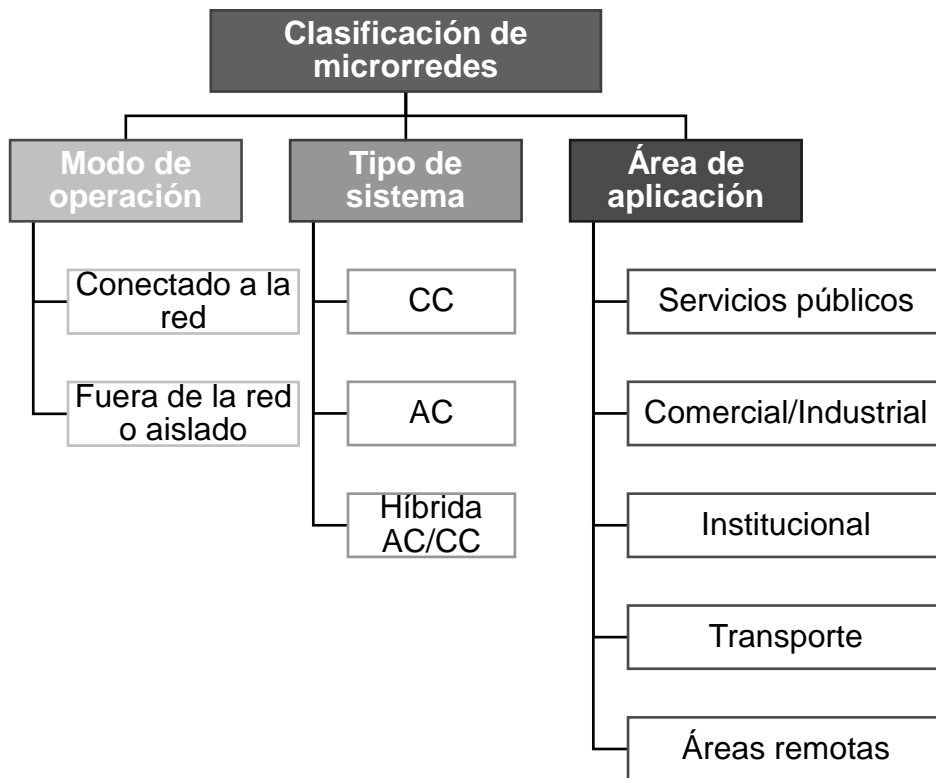 Clasificación de
microrredes
Modo de
operación
Conectado a la
red
Fuera de la red
o aislado
Tipo de
sistema
CC
AC
Híbrida
AC/CC
Área de
aplicación
Servicios públicos
Comercial/Industrial
Institucional
Transporte
Áreas remotas